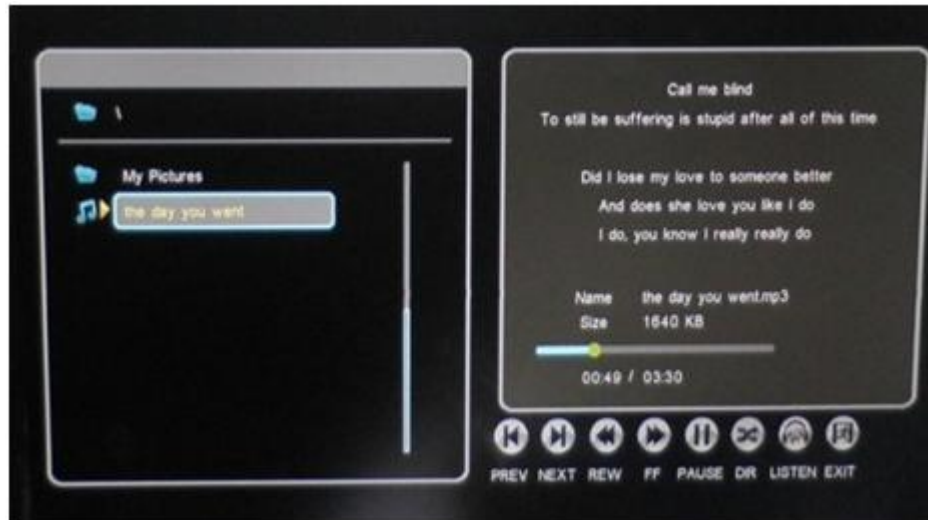 \
My Pictures
the day you went
Call me blind
To still be suffering is stupid after all of this time
Did I lose my love to someone better
And does she love you like I do
I do, you know I really really do
Name the day you went.mp3
Size 1640 KB
00:49 / 03:30
PREV NEXT REW FF PAUSE DIR LISTEN EXIT